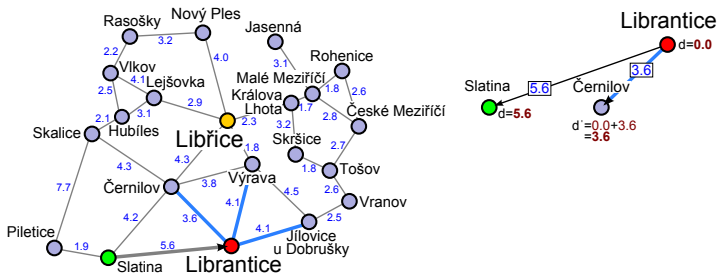 Rasošky
Nový Ples
Jasenná
2.2
3.2
4.0
3.1
Rohenice
Vlkov
4.1
Lejšovka
Malé Meziříčí
1.8
2.5
2.9
Králova
Lhota
1.7
2.8
2.6
České Meziříčí
2.1
3.1
2.3
Hubíles
Skalice
Libřice
3.2
Skršice
2.7
4.3
4.3
1.8
1.8
Tošov
Černilov
3.8
Výrava
4.5
2.6
Vranov
7.7
4.2
3.6
4.1
4.1
2.5
Piletice
Jílovice
u Dobrušky
1.9
5.6
Slatina
Librantice
Librantice
d=0.0
Slatina
5.6
3.6
Černilov
d=5.6
d´=0.0+3.6
=3.6